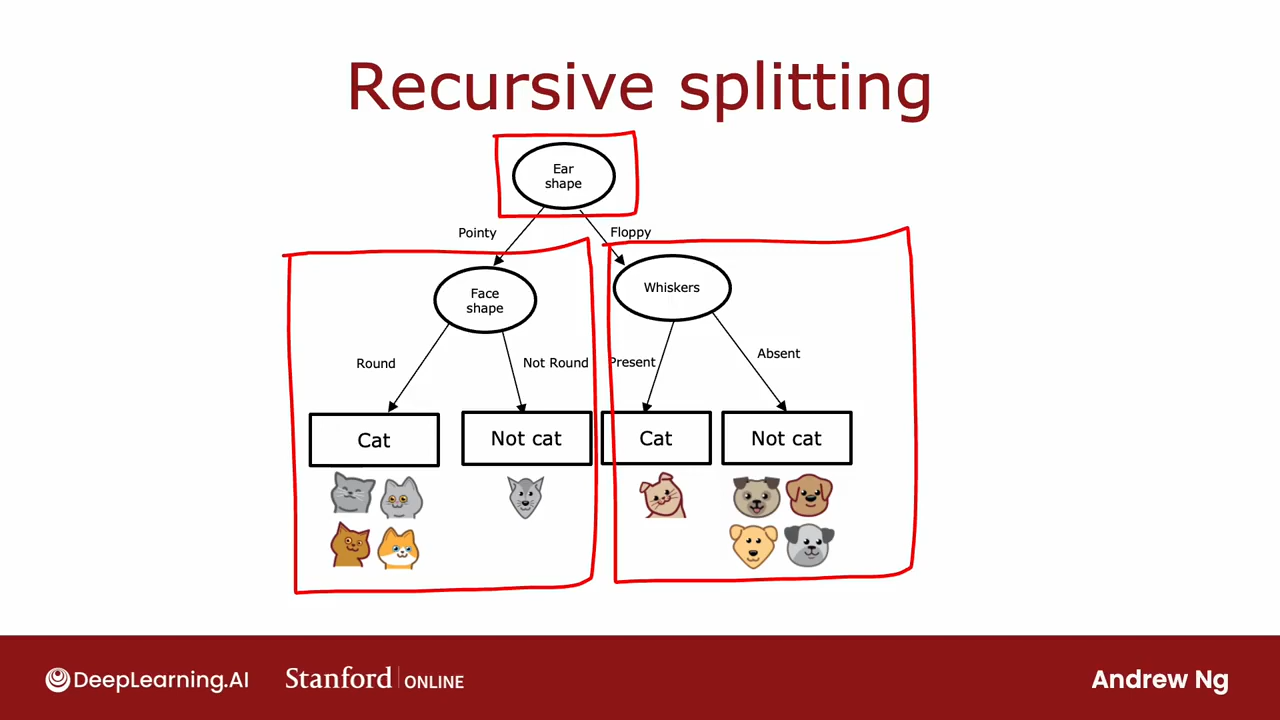 Recursive splitting
Ear
shape
Pointy
Floppy
Face
shape
Whiskers
Round
Not Round
Present
Absent
Cat
Not cat
Cat
Not cat
DeepLearning.AI
Stanford ONLINE
Andrew Ng